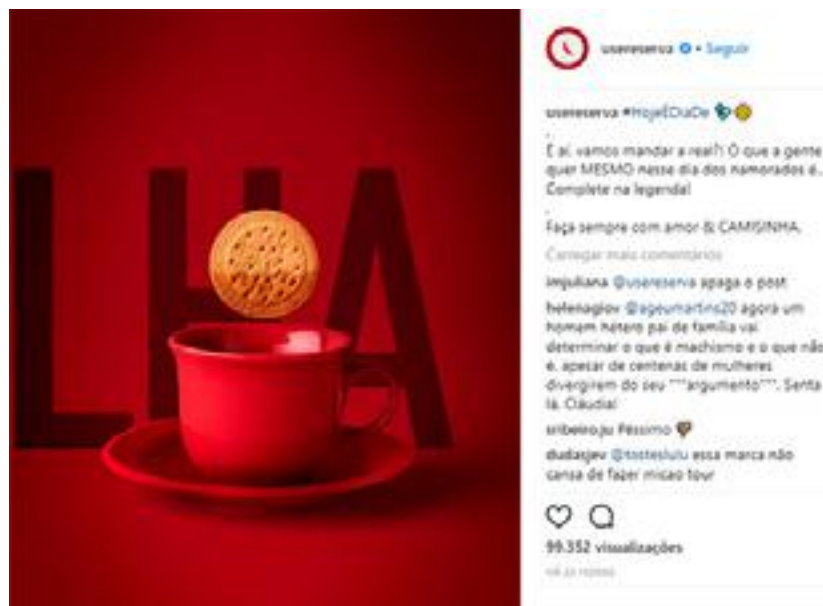 LHA
usereserva • Seguir
usereserva #HojeÉDiaDe
.
E aí, vamos mandar a real?! O que a gente
quer MESMO nesse dia dos namorados é...
Complete na legenda!
.
Faça sempre com amor & CAMISINHA.
Carregar mais comentários
imjuliana @usereserva apaga o post
helenaglov @ageumartins20 agora um
homem hétero pai de família vai
determinar o que é machismo e o que não
é, apesar de centenas de mulheres
divergirem do seu """argumento""". Senta
lá, Cláudia!
sribeiro.ju Péssimo
dudasjev @tosteslulu essa marca não
cansa de fazer micao tour
99.352 visualizações